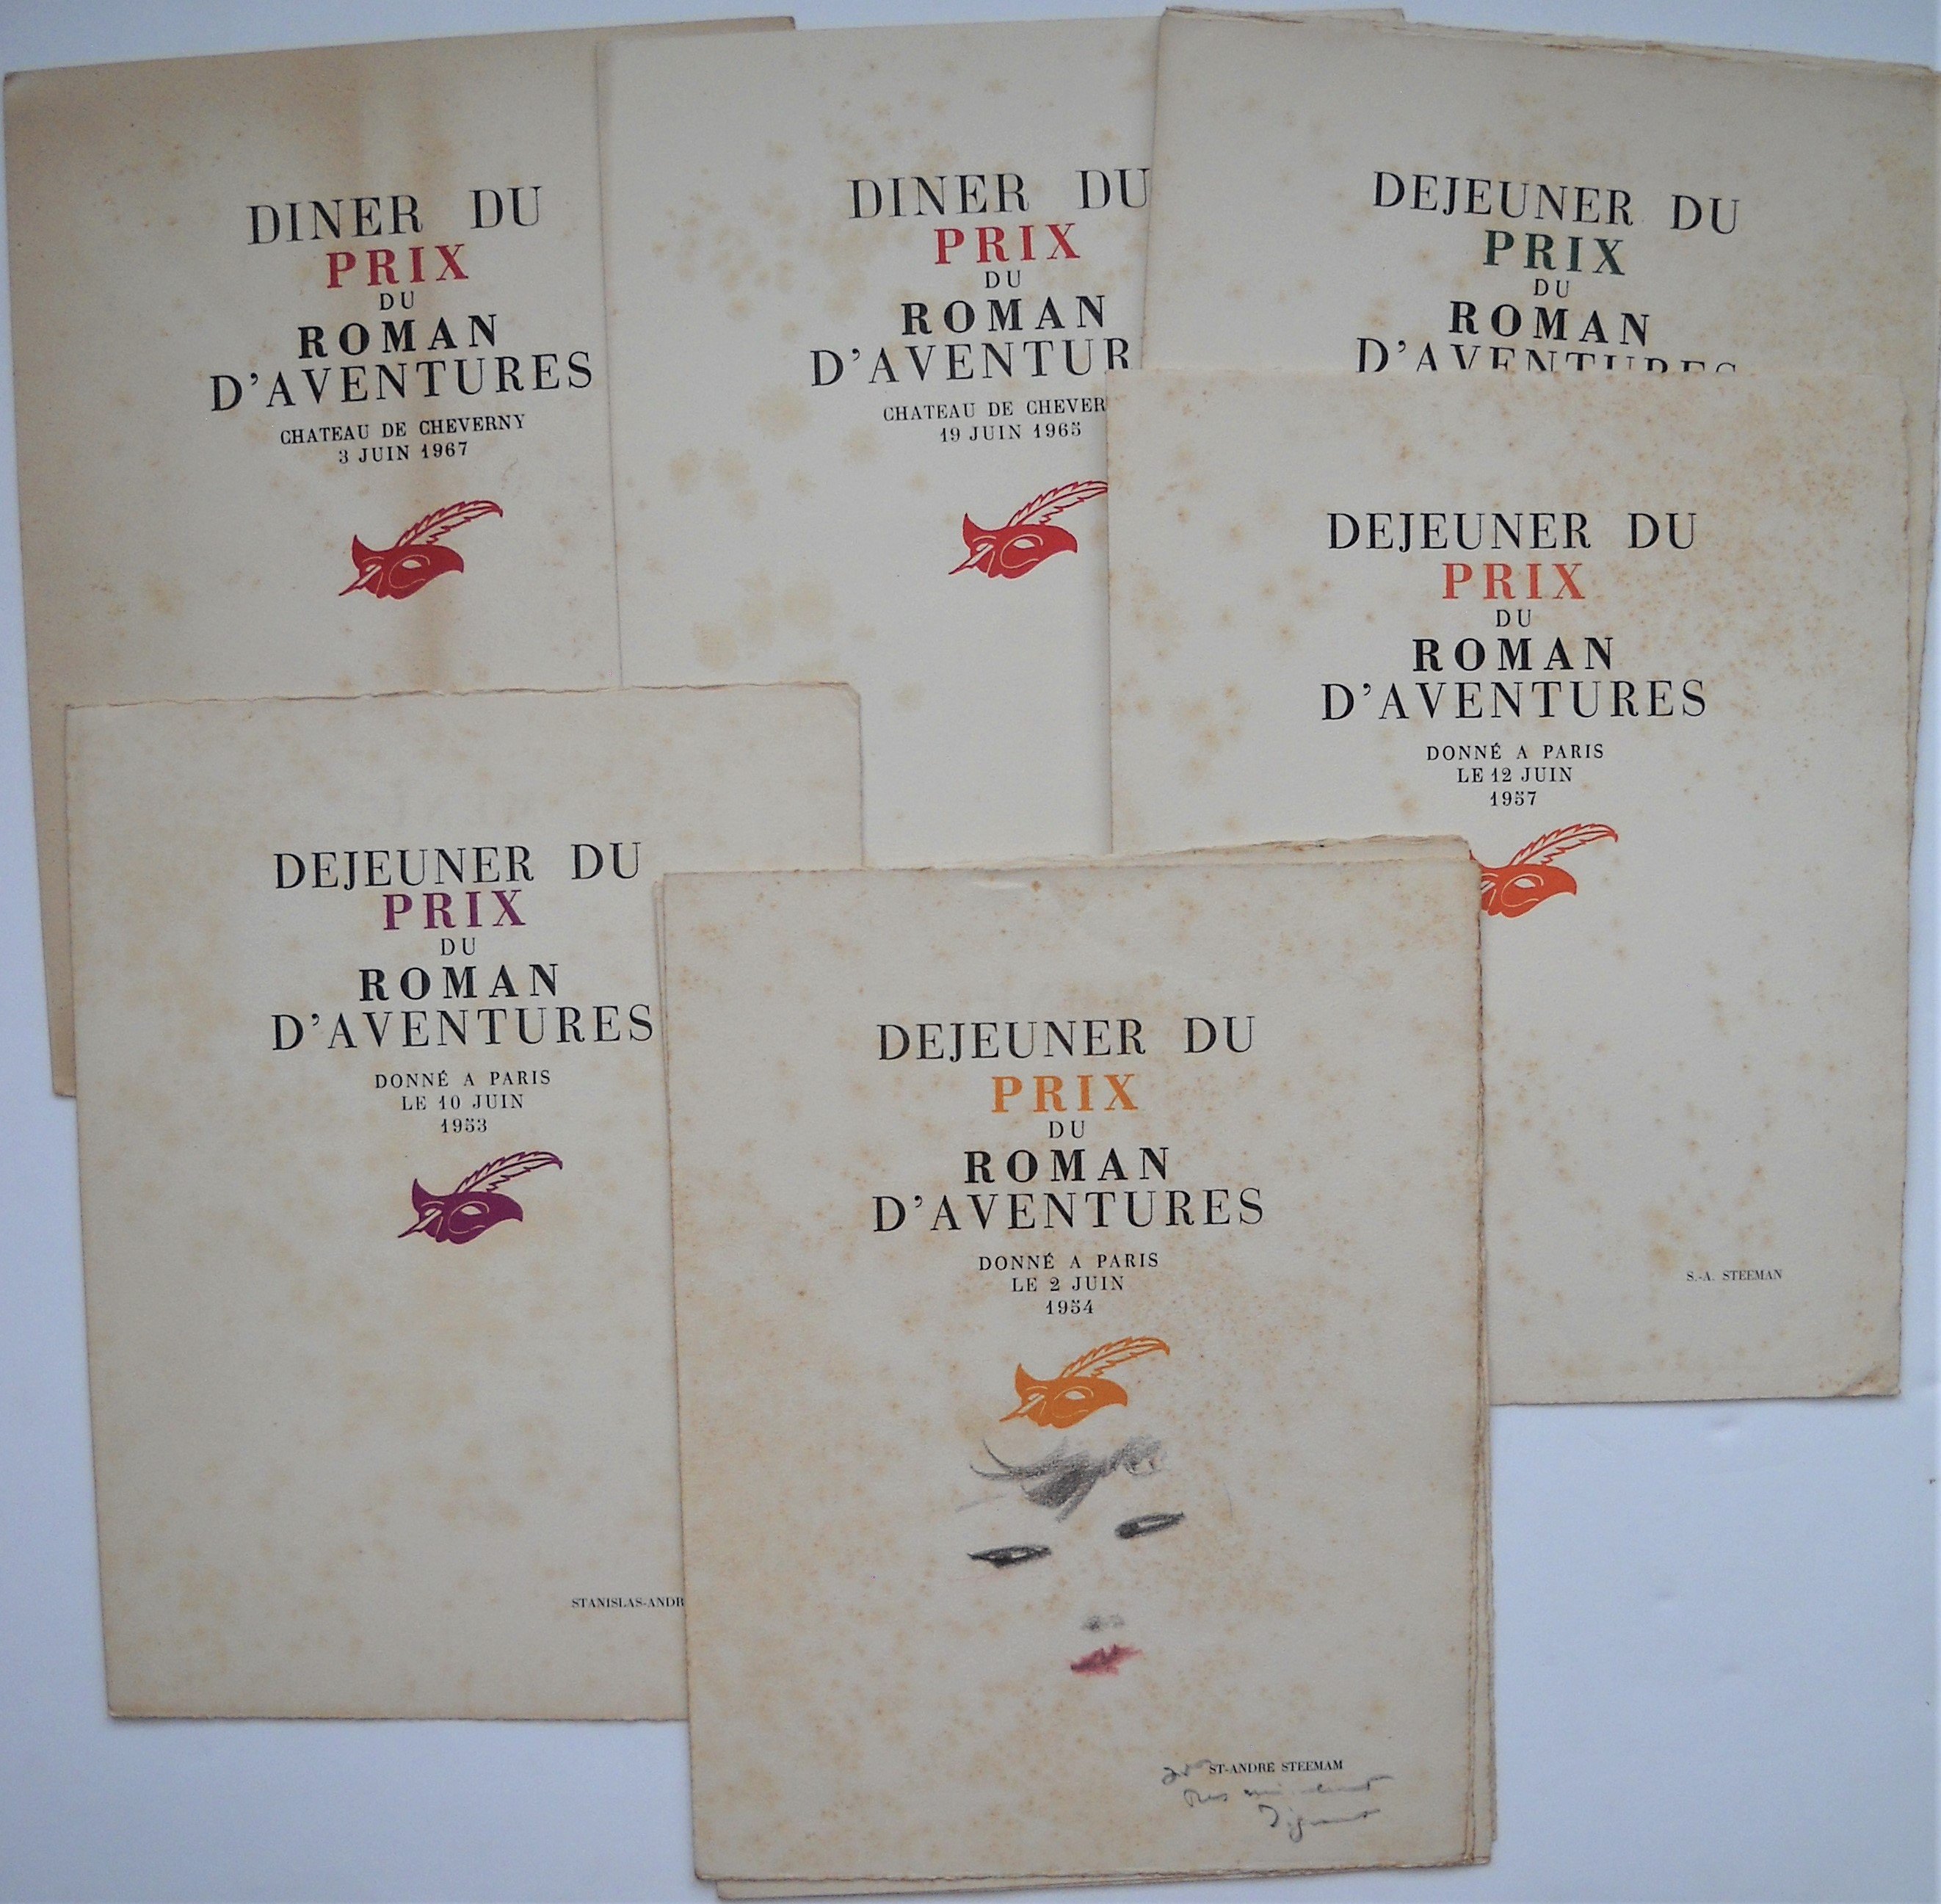 DINER DU
PRIX
DU
ROMAN
D'AVENTURES
CHATEAU DE CHEVERNY
3 JUIN 1967
DINER DU
PRIX
DU
ROMAN
D'AVENTUR
CHATEAU DE CHEVER
19 JUIN 1965
DEJEUNER DU
PRIX
DU
ROMAN
D'AVENTURES
DEJEUNER DU
PRIX
DU
ROMAN
D'AVENTURES
DONNÉ A PARIS
LE 12 JUIN
1957
S.-A. STEEMAN
DEJEUNER DU
PRIX
DU
ROMAN
D'AVENTURES
DONNÉ A PARIS
LE 10 JUIN
1953
STANISLAS-ANDR
DEJEUNER DU
PRIX
DU
ROMAN
D'AVENTURES
DONNÉ A PARIS
LE 2 JUIN
1954
ST-ANDRÉ STEEMAM